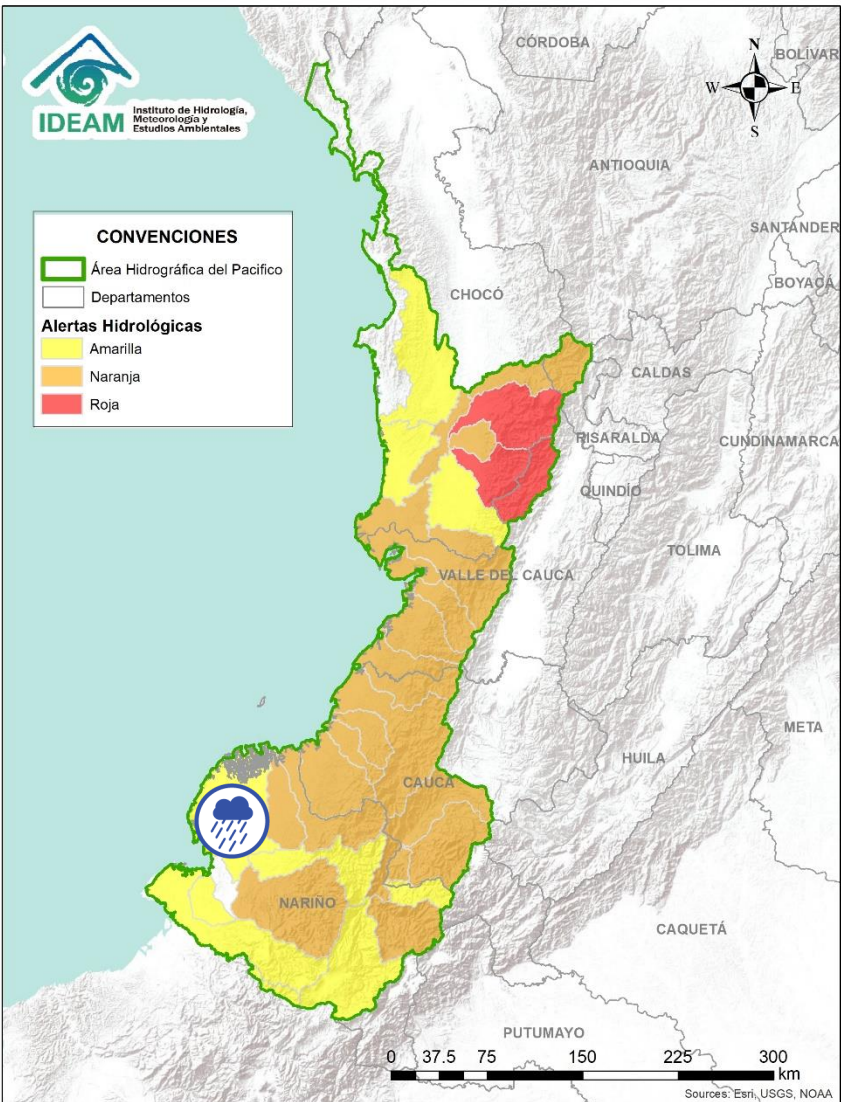 IDEAM
Instituto de Hidrología,
Meteorología y
Estudios Ambientales
CÓRDOBA
BOLÍVAR
N
W
E
S
ANTIOQUIA
SANTANDER
BOYACÁ
CONVENCIONES
Área Hidrográfica del Pacifico
Departamentos
Alertas Hidrológicas
Amarilla
Naranja
Roja
CHOCÓ
CALDAS
RISARALDA
CUNDINAMARCA
QUINDÍO
TOLIMA
VALLE DEL CAUCA
META
HUILA
CAUCA
NARIÑO
CAQUETÁ
PUTUMAYO
0 37.5 75 150 225 300
km
Sources: Esri, USGS, NOAA